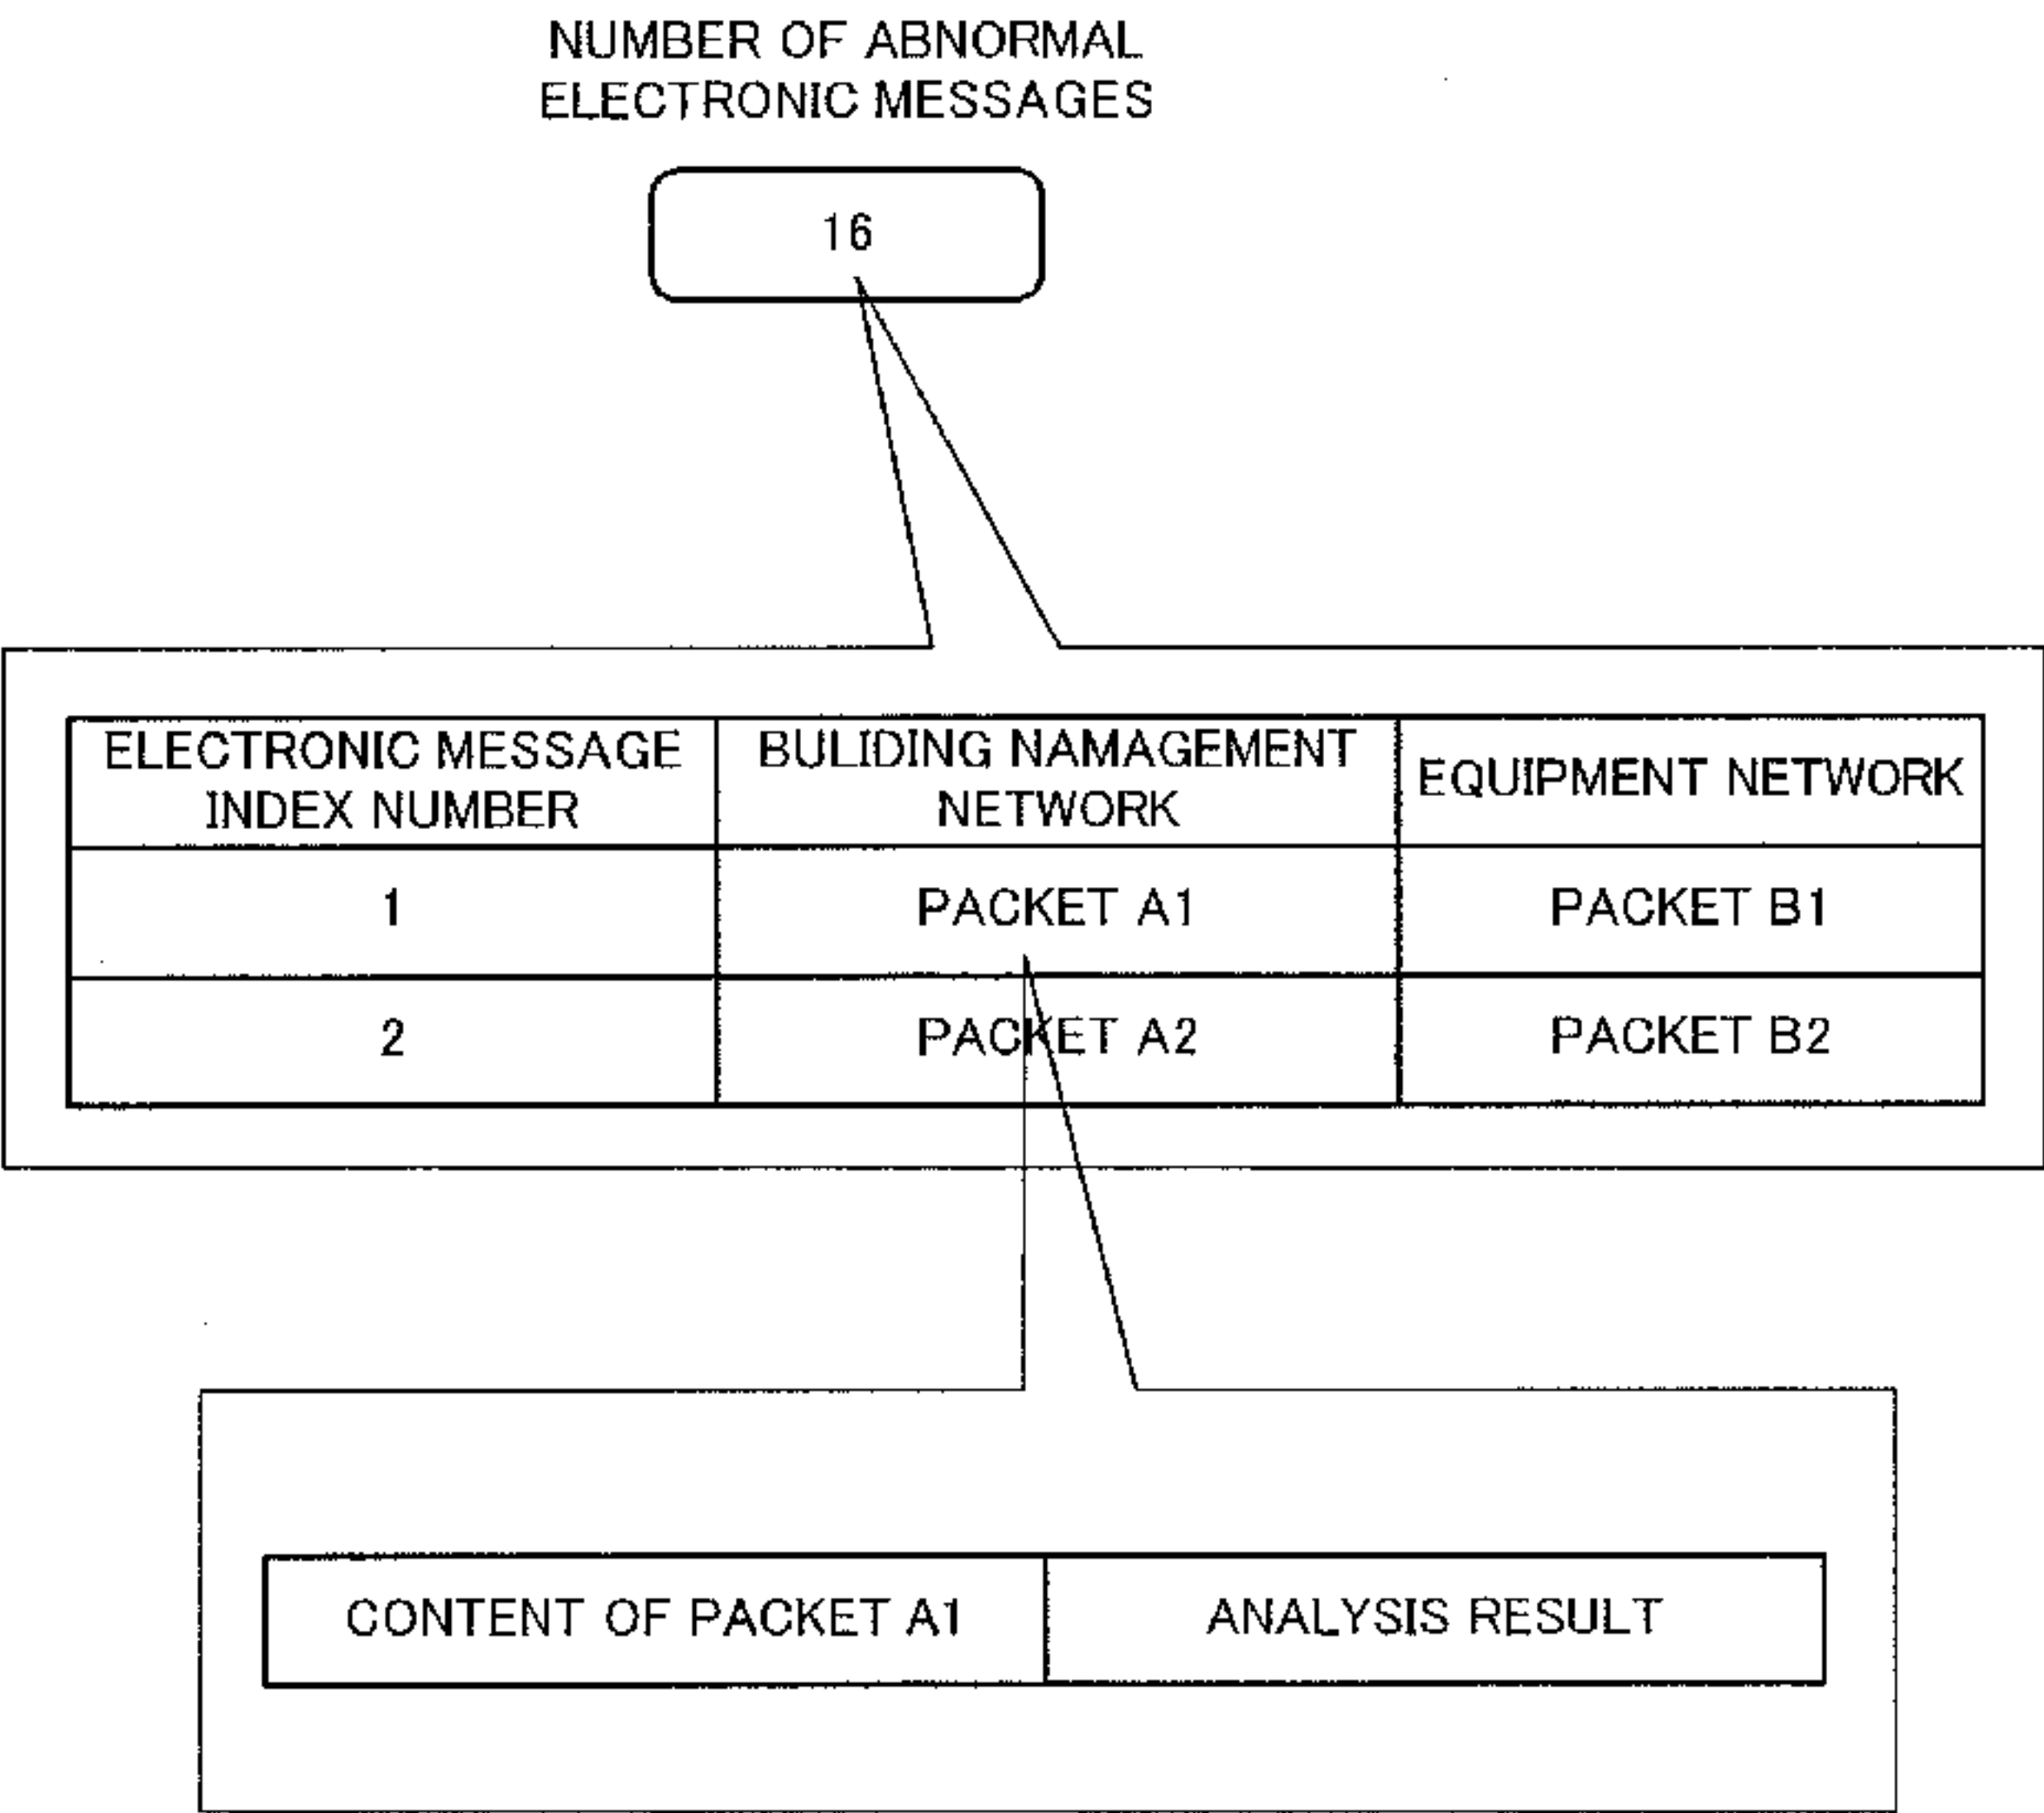 NUMBER OF ABNORMAL
ELECTRONIC MESSAGES
16
ELECTRONIC MESSAGE
INDEX NUMBER
BULIDING NAMAGEMENT
NETWORK
EQUIPMENT NETWORK
1
PACKET A1
PACKET B1
2
PACKET A2
PACKET B2
CONTENT OF PACKET A1
ANALYSIS RESULT